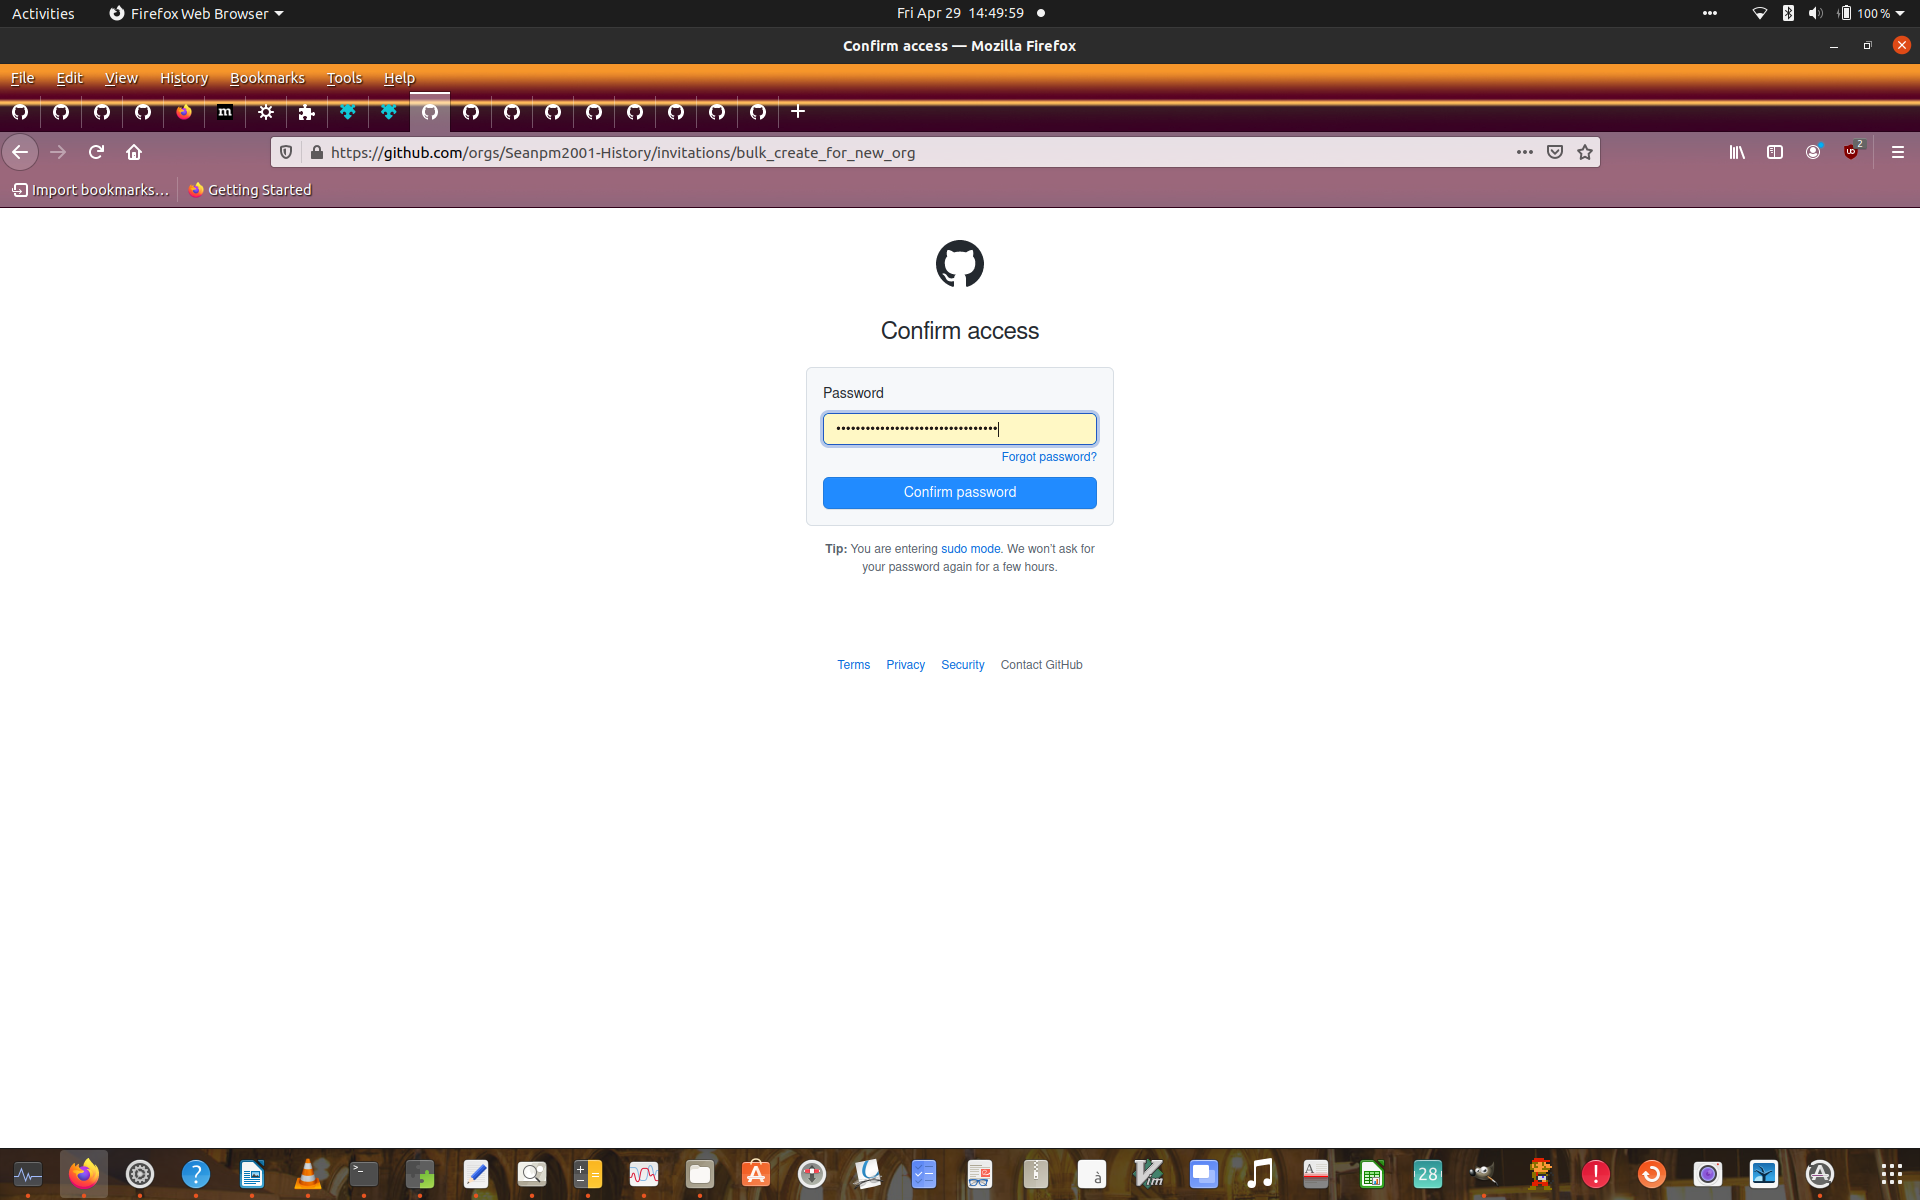 Activities
Firefox Web Browser
Fri Apr 29 14:49:59
100 %
Confirm access — Mozilla Firefox
File Edit View History Bookmarks Tools Help
m
https://github.com/orgs/Seanpm2001-History/invitations/bulk_create_for_new_org
2
Import bookmarks...
Getting Started
Confirm access
Password
•••••••••••••••••••••••••••••••••
Forgot password?
Confirm password
Tip: You are entering sudo mode. We won't ask for
your password again for a few hours.
Terms Privacy Security Contact GitHub
28